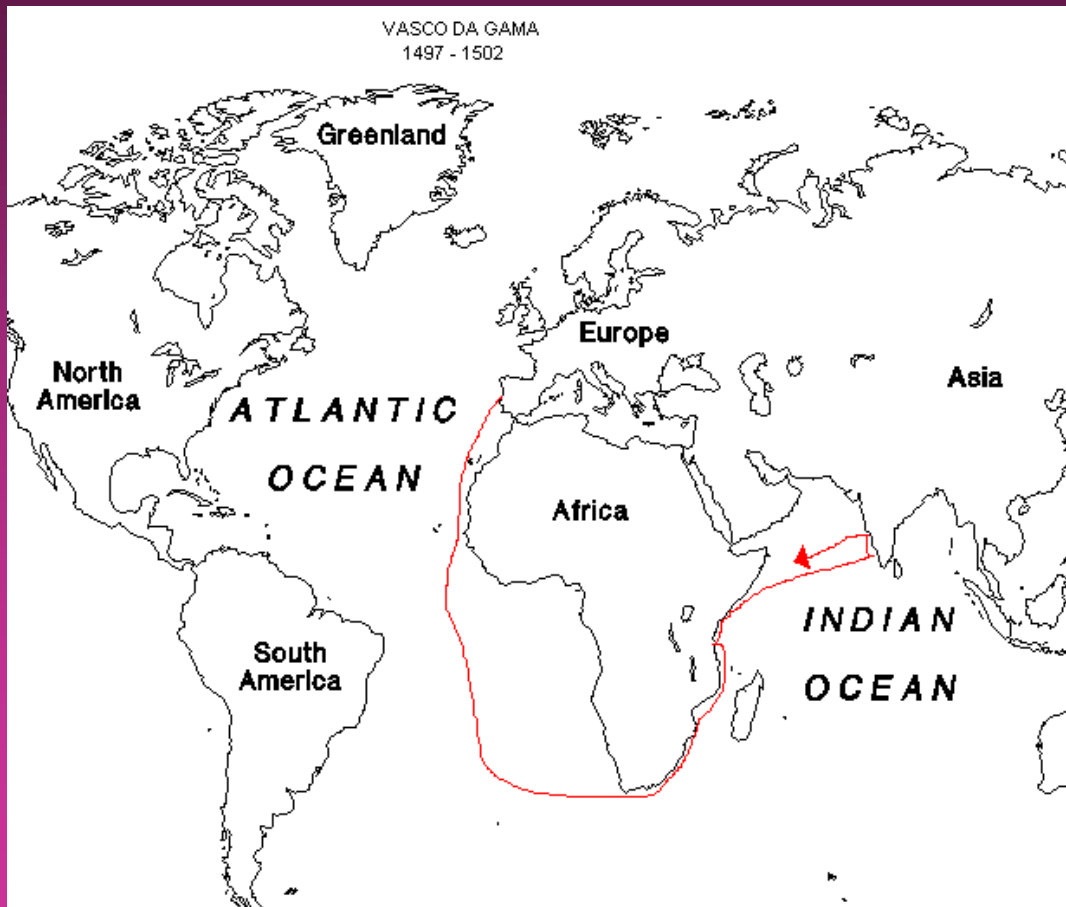 VASCO DA GAMA
1497 - 1502
Greenland
Europe
North
America
Asia
ATLANTIC
OCEAN
Africa
INDIAN
OCEAN
South
America